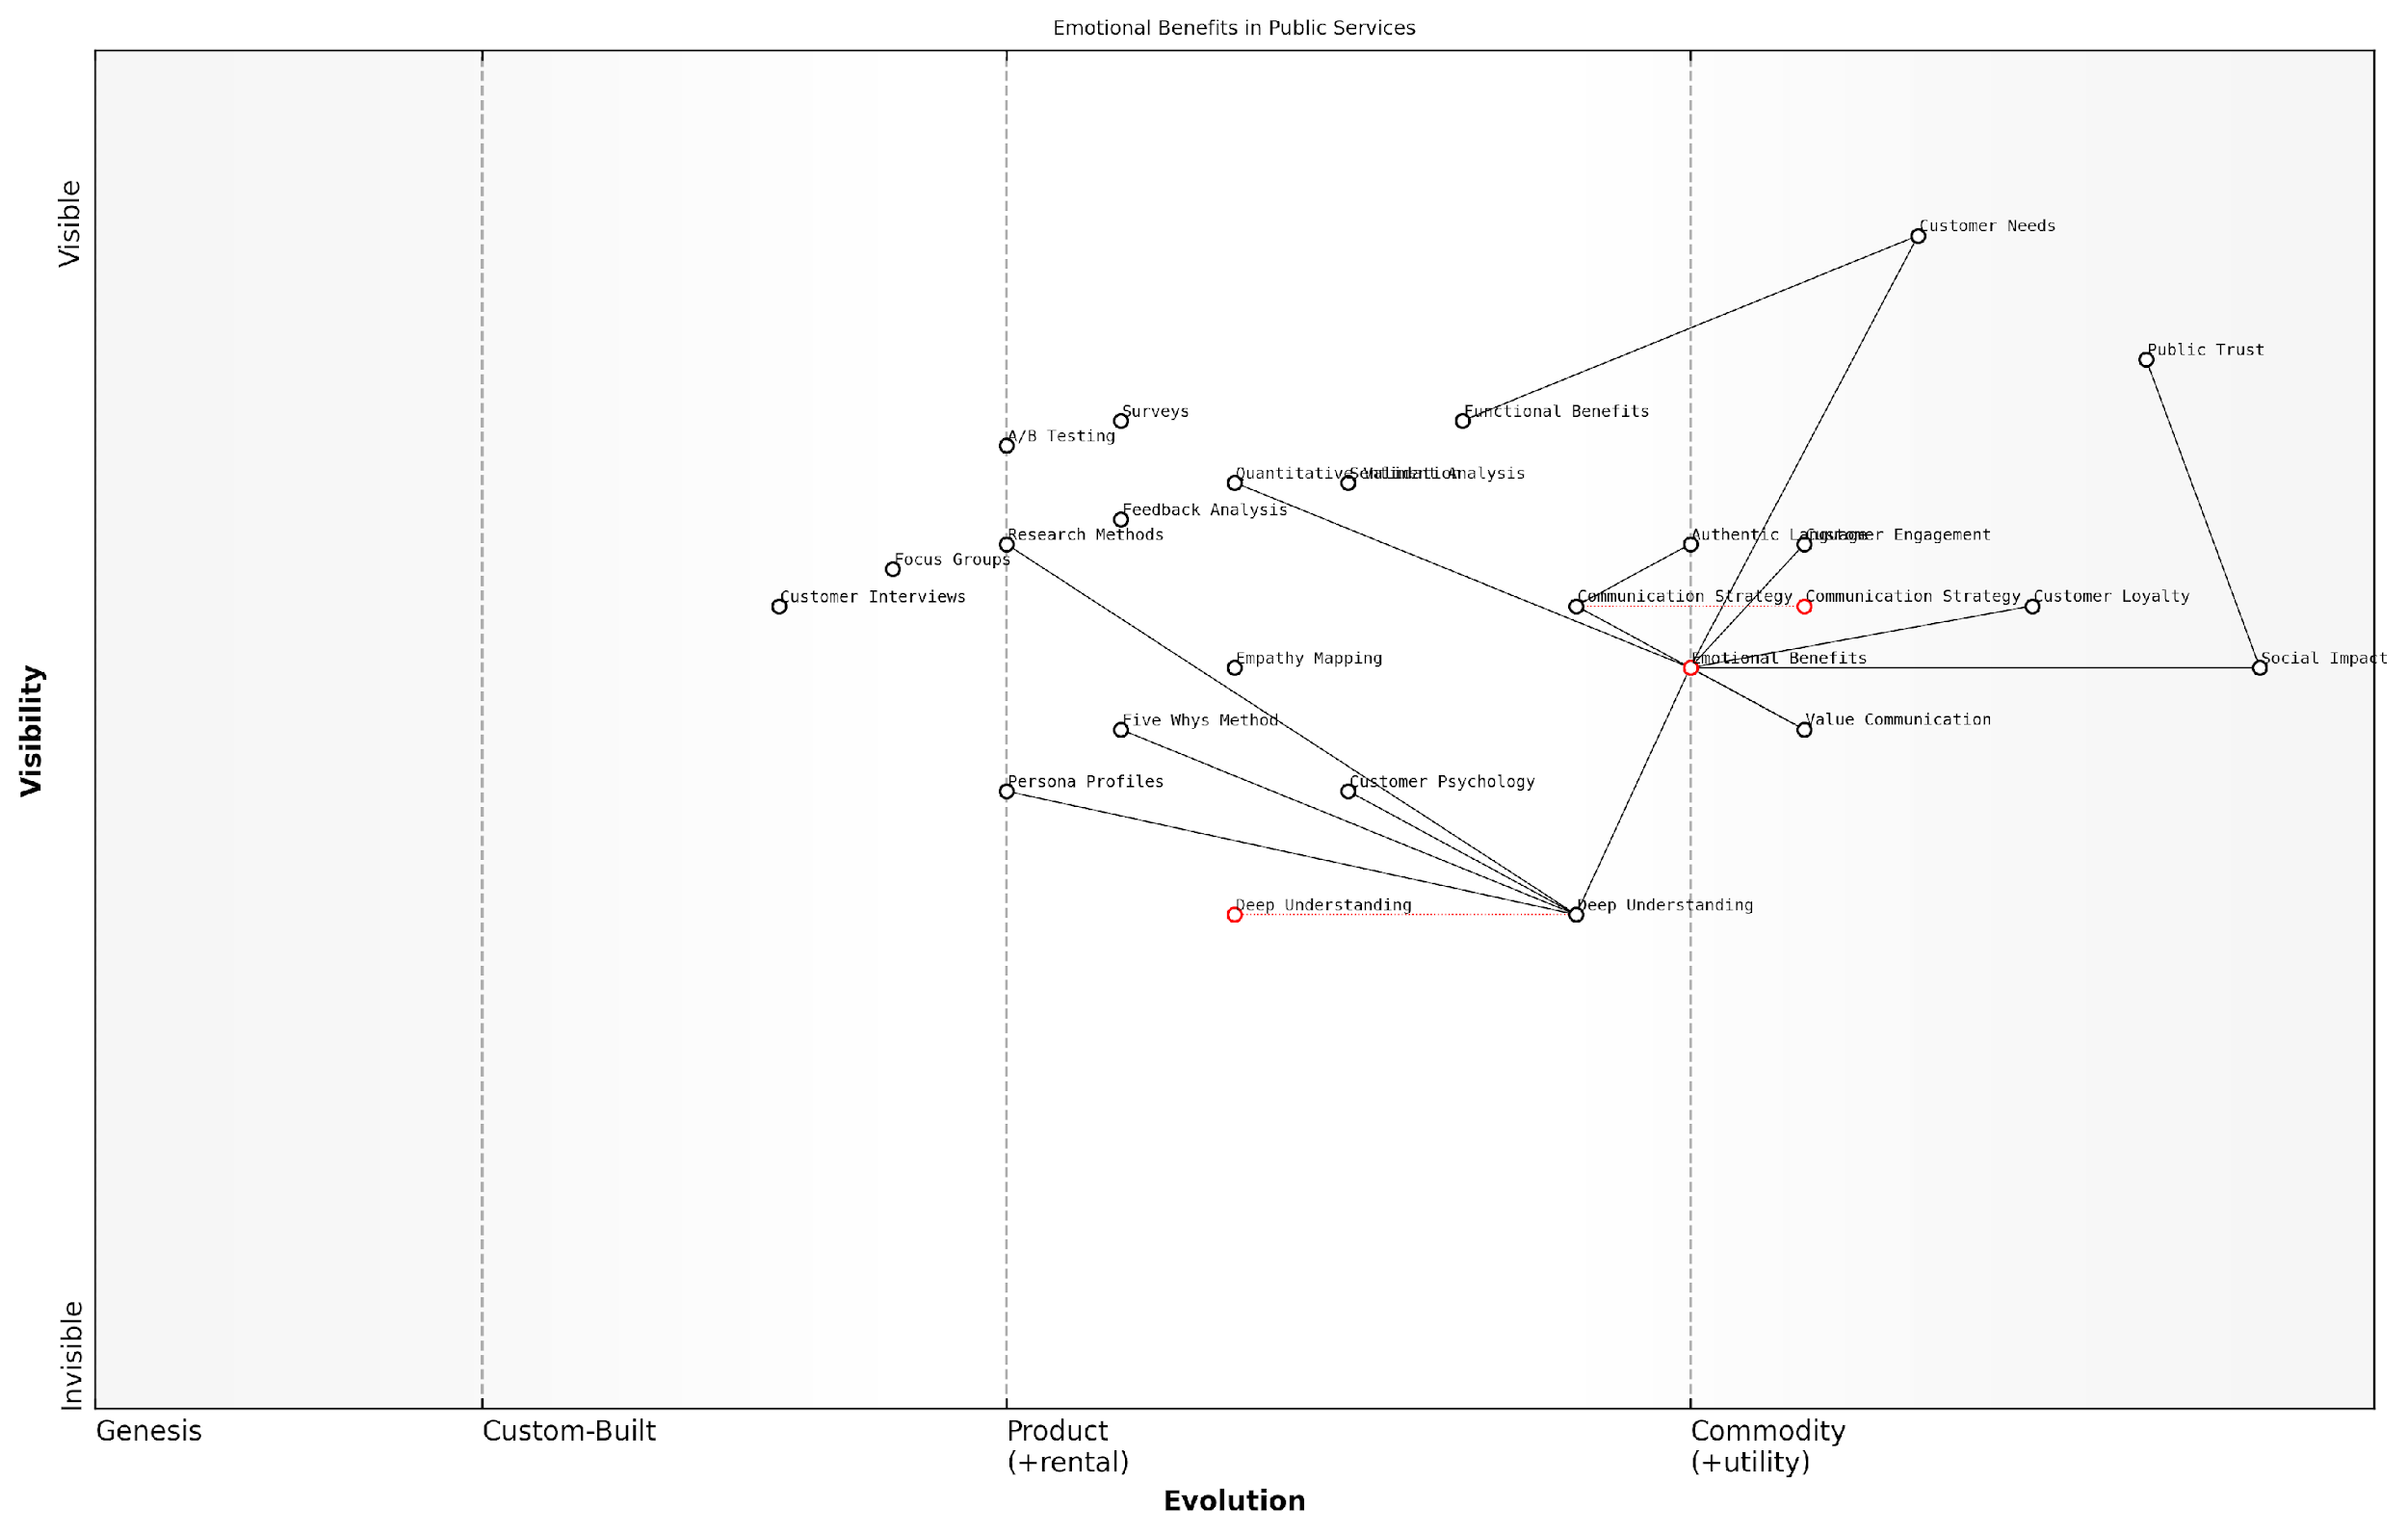 Emotional Benefits in Public Services
Visible
Customer Needs
Public Trust
Surveys
Functional Benefits
A/B Testing
Quantitative Validation
Sentiment Analysis
Feedback Analysis
Research Methods
Authentic Language
Customer Engagement
Focus Groups
Customer Interviews
Communication Strategy
Communication Strategy
Customer Loyalty
Empathy Mapping
Emotional Benefits
Social Impact
Five Whys Method
Value Communication
Persona Profiles
Customer Psychology
Deep Understanding
Deep Understanding
Visibility
Invisible
Genesis
Custom-Built
Product
(+rental)
Commodity
(+utility)
Evolution